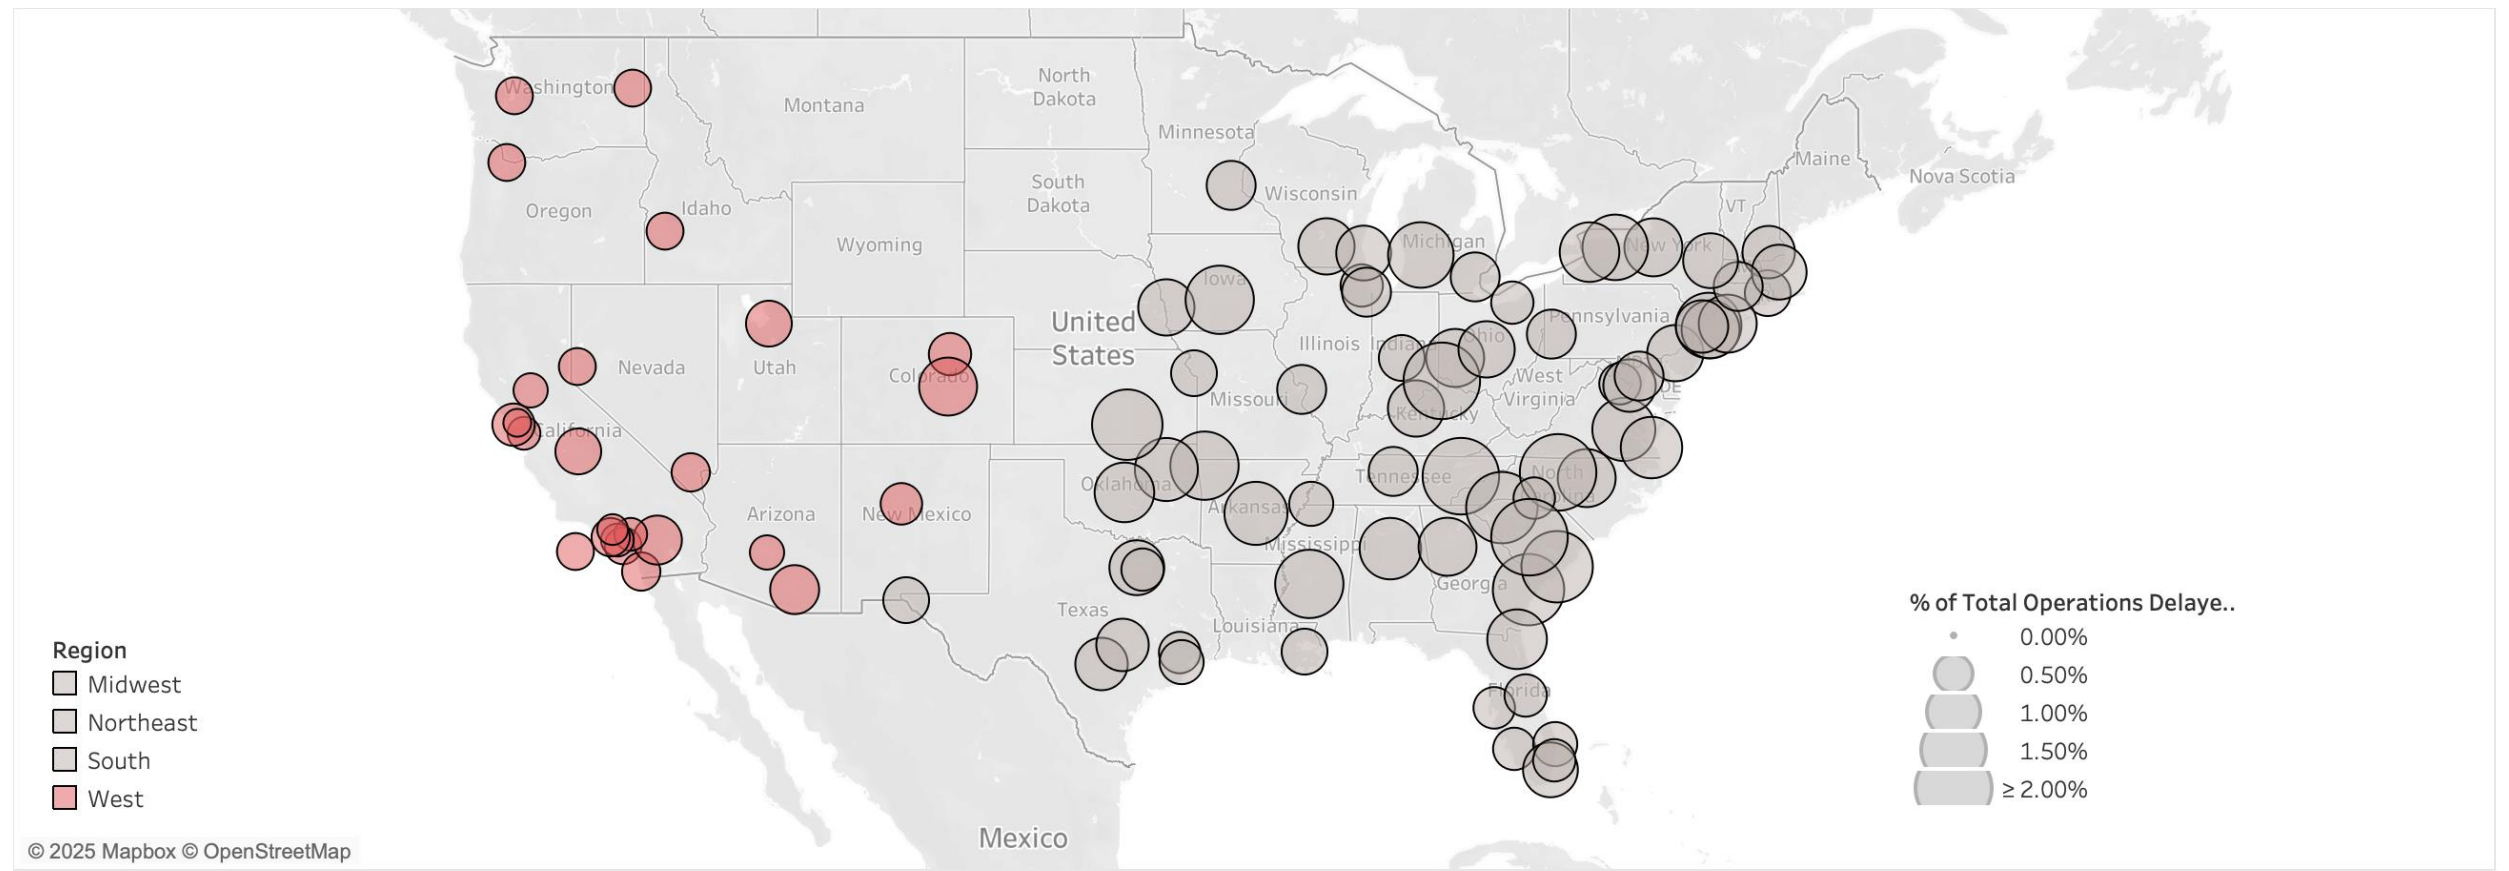 Washington
Montana
North
Dakota
Minnesota
Maine
Nova Scotia
Oregon
Idaho
South
Dakota
Wisconsin
VT
Wyoming
Michigan
New York
Iowa
United
States
Nevada
Utah
Colorado
Illinois
Indian
Ohio
Pennsylvania
West
Virginia
DE
Missouri
Kentucky
California
Arizona
New Mexico
Oklahoma
Arkansas
Tennessee
North
Carolina
Mississippi
Georgia
Texas
Louisiana
Florida
Mexico
Region
Midwest
Northeast
South
West
% of Total Operations Delaye..
0.00%
0.50%
1.00%
1.50%
≥ 2.00%
© 2025 Mapbox © OpenStreetMap